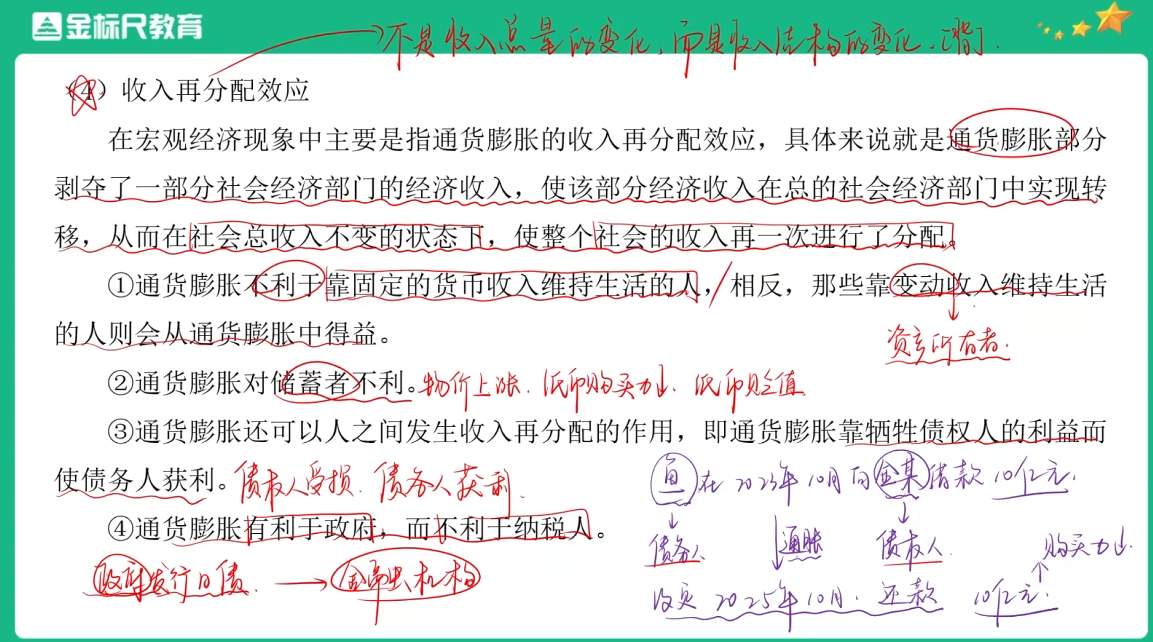 金标尺教育
不是收入总量的变化，而是收入结构的变化．
（4）收入再分配效应
在宏观经济现象中主要是指通货膨胀的收入再分配效应，具体来说就是通货膨胀部分
剥夺了一部分社会经济部门的经济收入，使该部分经济收入在总的社会经济部门中实现转
移，从而在社会总收入不变的状态下，使整个社会的收入再一次进行了分配。
①通货膨胀不利于靠固定的货币收入维持生活的人，相反，那些靠变动收入维持生活
的人则会从通货膨胀中得益。
资产所有者．
②通货膨胀对储蓄者不利。物价上涨．纸币购买力↓．纸币贬值
③通货膨胀还可以人之间发生收入再分配的作用，即通货膨胀靠牺牲债权人的利益而
使债务人获利。债权人受损．债务人获利．
④通货膨胀有利于政府，而不利于纳税人。
政府发行国债．→金融机构
在2023年10月向金某借款10亿元．
债务人 通胀 债权人 购买力↓．
2025年10月．还款 10亿元．